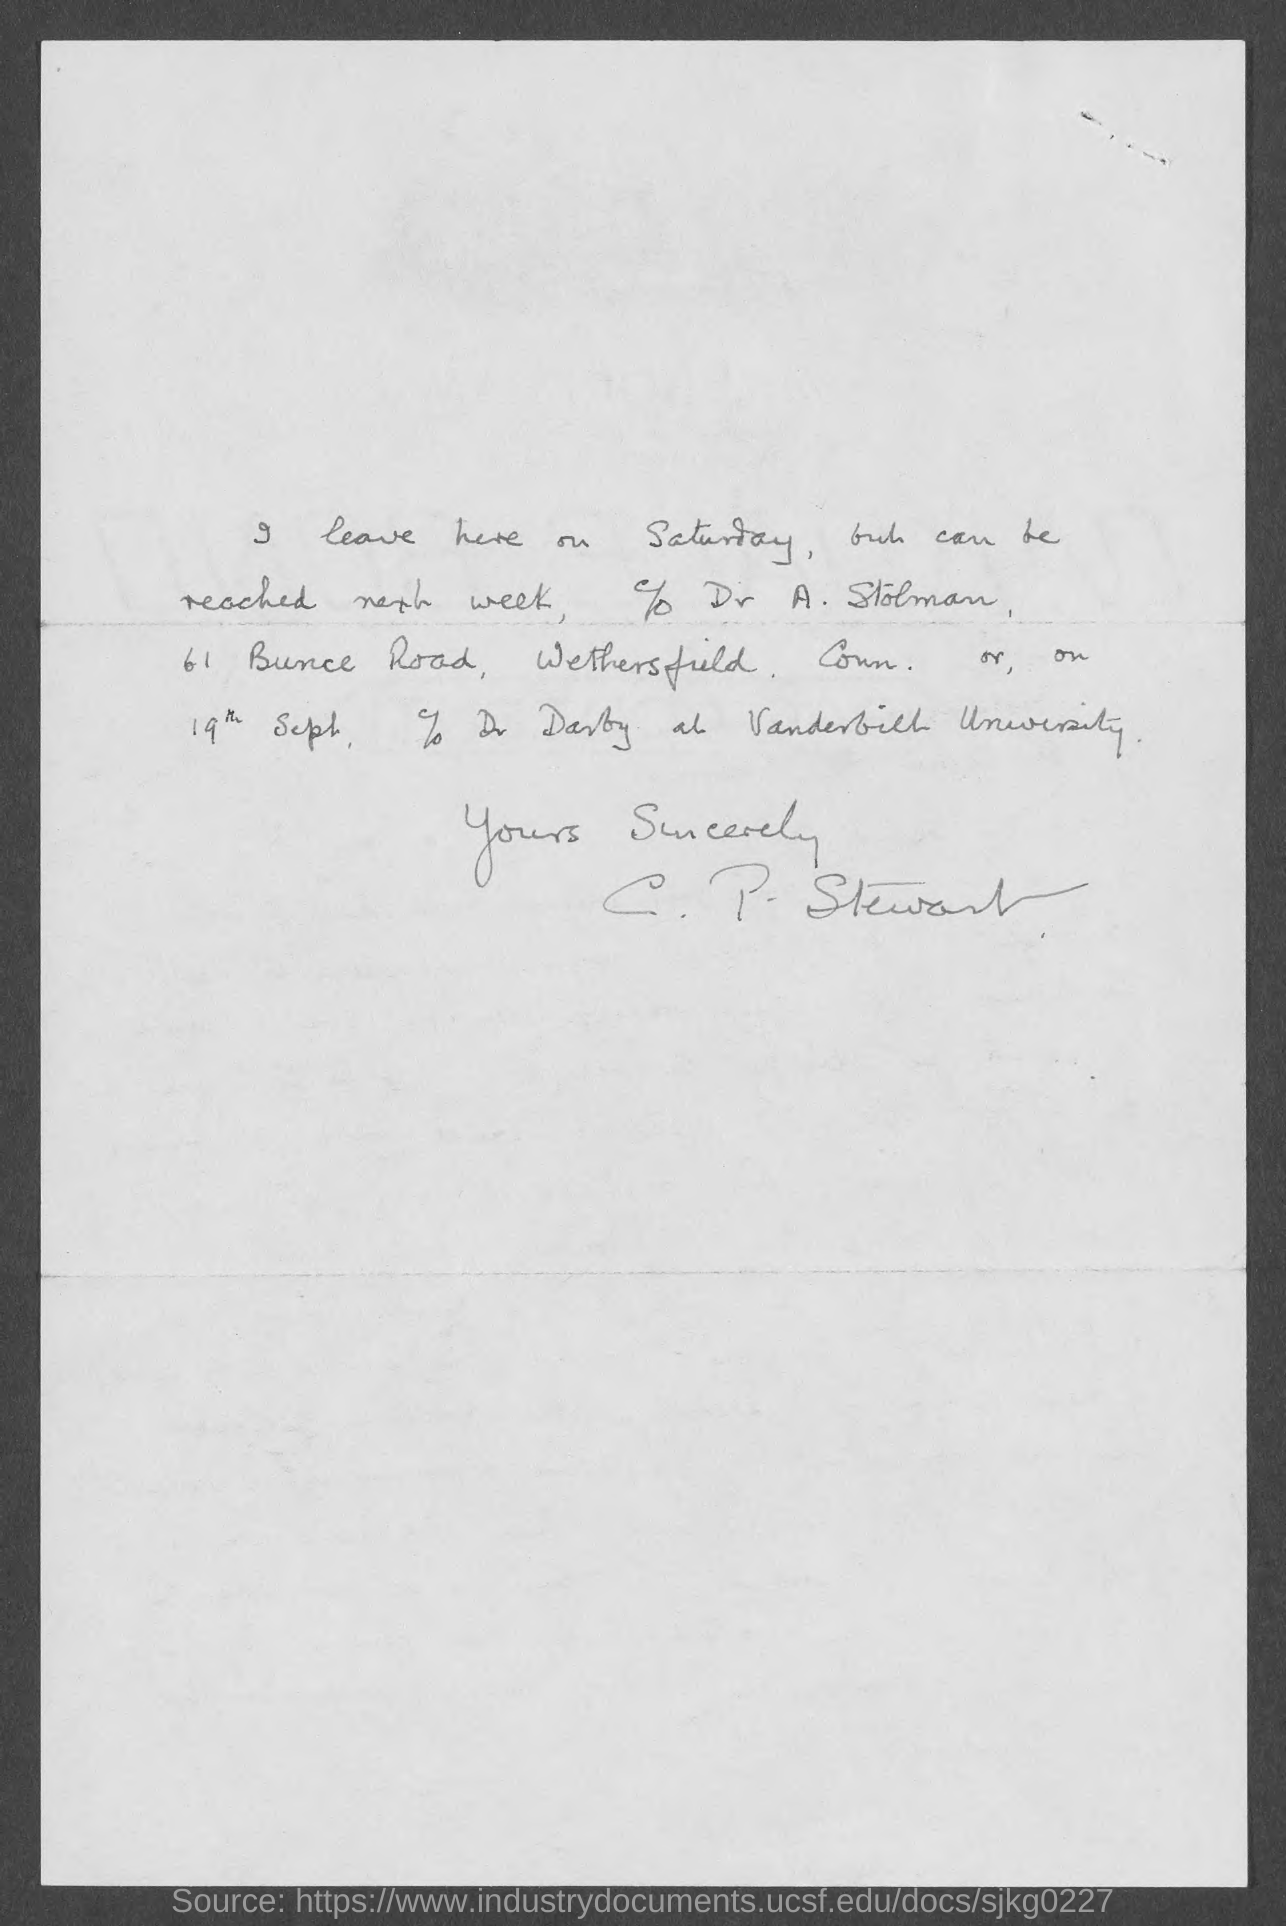 I leave here on Saturday, but can be
reached next week, c/o Dr A. Stolman,
61 Bunce Road, Wethersfield. Conn. or, on
19th Sept, c/o Dr Darby at Vanderbilt University.
Yours Sincerely
C. P. Stewart
Source: https://www.industrydocuments.ucsf.edu/docs/sjkg0227